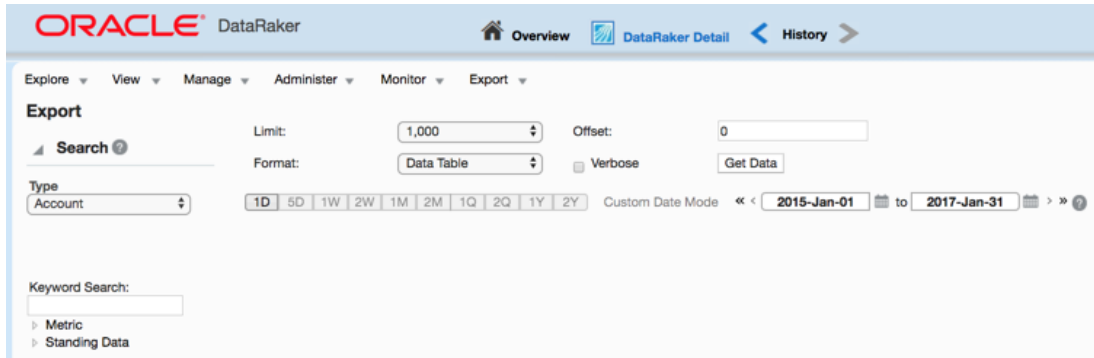 ORACLE® DataRaker
Overview DataRaker Detail History
Explore View Manage Administer Monitor Export
Export
Limit: 1,000 Offset: 0
Search ?
Format: Data Table Verbose Get Data
Type
Account 1D 5D 1W 2W 1M 2M 1Q 2Q 1Y 2Y Custom Date Mode « < 2015-Jan-01 to 2017-Jan-31 > » ?
Keyword Search:
Metric
Standing Data